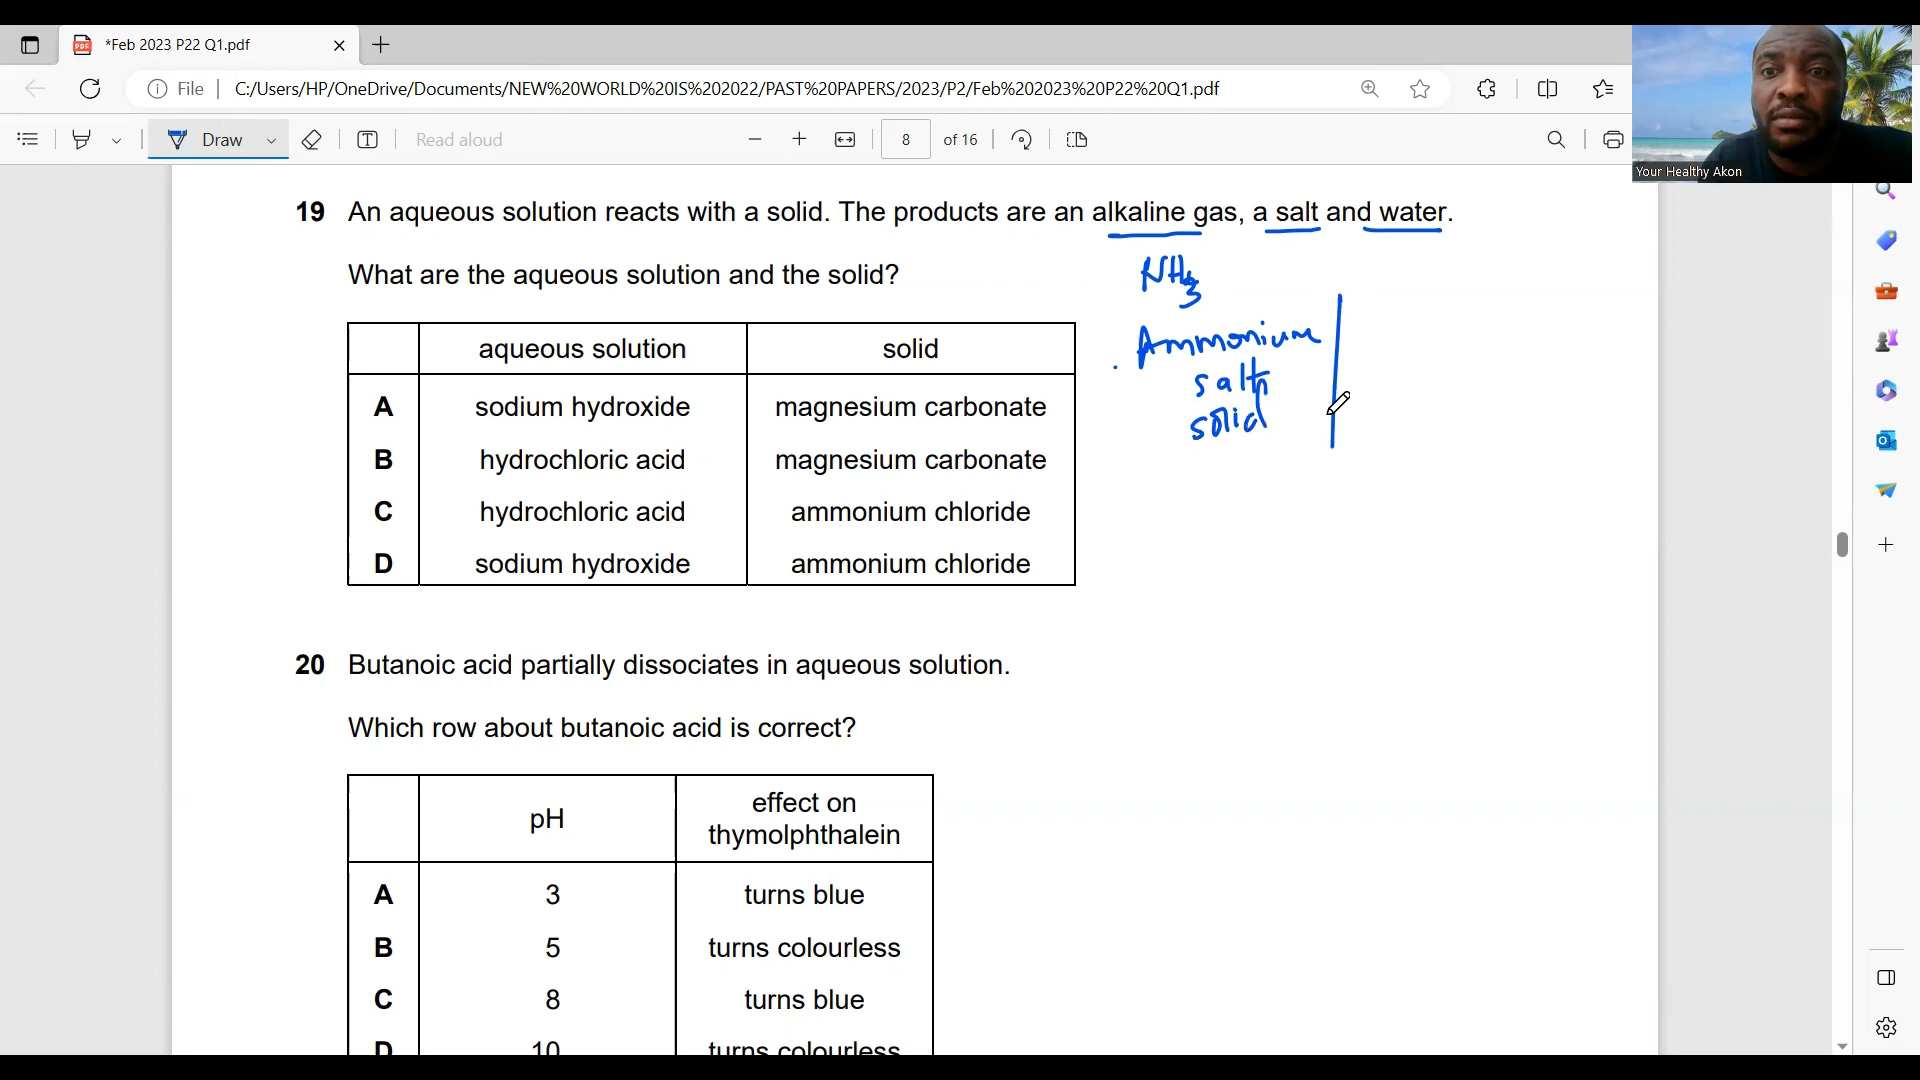 *Feb 2023 P22 Q1.pdf
File
C:/Users/HP/OneDrive/Documents/NEW%20WORLD%20IS%202022/PAST%20PAPERS/2023/P2/Feb%202023%20P22%20Q1.pdf
Draw
Read aloud
8 of 16
Your Healthy Akon
19 An aqueous solution reacts with a solid. The products are an alkaline gas, a salt and water.
What are the aqueous solution and the solid?
NH3
Ammonium
salt
solid
aqueous solution solid
A sodium hydroxide magnesium carbonate
B hydrochloric acid magnesium carbonate
C hydrochloric acid ammonium chloride
D sodium hydroxide ammonium chloride
20 Butanoic acid partially dissociates in aqueous solution.
Which row about butanoic acid is correct?
pH effect on
thymolphthalein
A 3 turns blue
B 5 turns colourless
C 8 turns blue
D 10 turns colourless